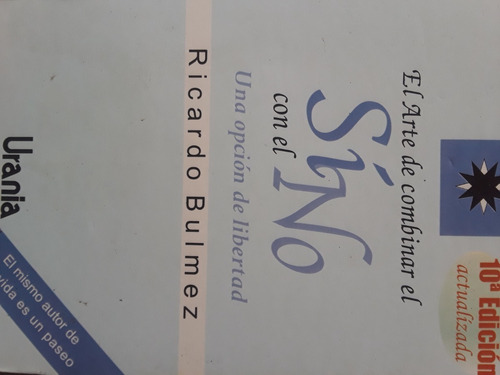 10ª Edición
actualizada
El Arte de combinar el
Sí
con el No
Una opción de libertad
Ricardo Bulmez
Urania
El mismo autor de
vida es un paseo